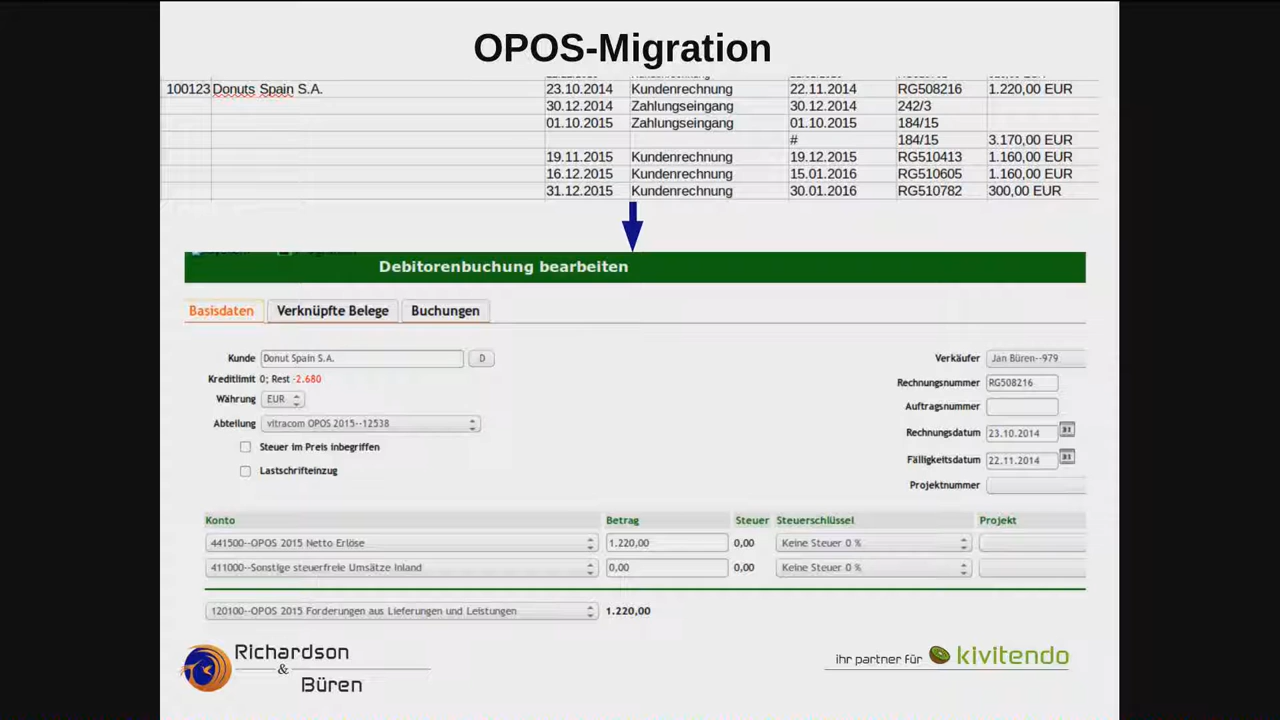 OPOS-Migration
100123 Donuts Spain S.A. 23.10.2014 Kundenrechnung 22.11.2014 RG508216 1.220,00 EUR
30.12.2014 Zahlungseingang 30.12.2014 242/3
01.10.2015 Zahlungseingang 01.10.2015 184/15
# 184/15 3.170,00 EUR
19.11.2015 Kundenrechnung 19.12.2015 RG510413 1.160,00 EUR
16.12.2015 Kundenrechnung 15.01.2016 RG510605 1.160,00 EUR
31.12.2015 Kundenrechnung 30.01.2016 RG510782 300,00 EUR
Debitorenbuchung bearbeiten
Basisdaten Verknüpfte Belege Buchungen
Kunde Donut Spain S.A. D Verkäufer Jan Büren--979
Kreditlimit 0; Rest -2.680 Rechnungsnummer RG508216
Währung EUR Auftragsnummer
Abteilung vitracom OPOS 2015--12538 Rechnungsdatum 23.10.2014 31
Steuer im Preis inbegriffen
Lastschrifteinzug Fälligkeitsdatum 22.11.2014 31
Projektnummer
Konto Betrag Steuer Steuerschlüssel Projekt
441500--OPOS 2015 Netto Erlöse 1.220,00 0,00 Keine Steuer 0 %
411000--Sonstige steuerfreie Umsätze Inland 0,00 0,00 Keine Steuer 0 %
120100--OPOS 2015 Forderungen aus Lieferungen und Leistungen 1.220,00
Richardson
&
Büren
ihr partner für kivitendo